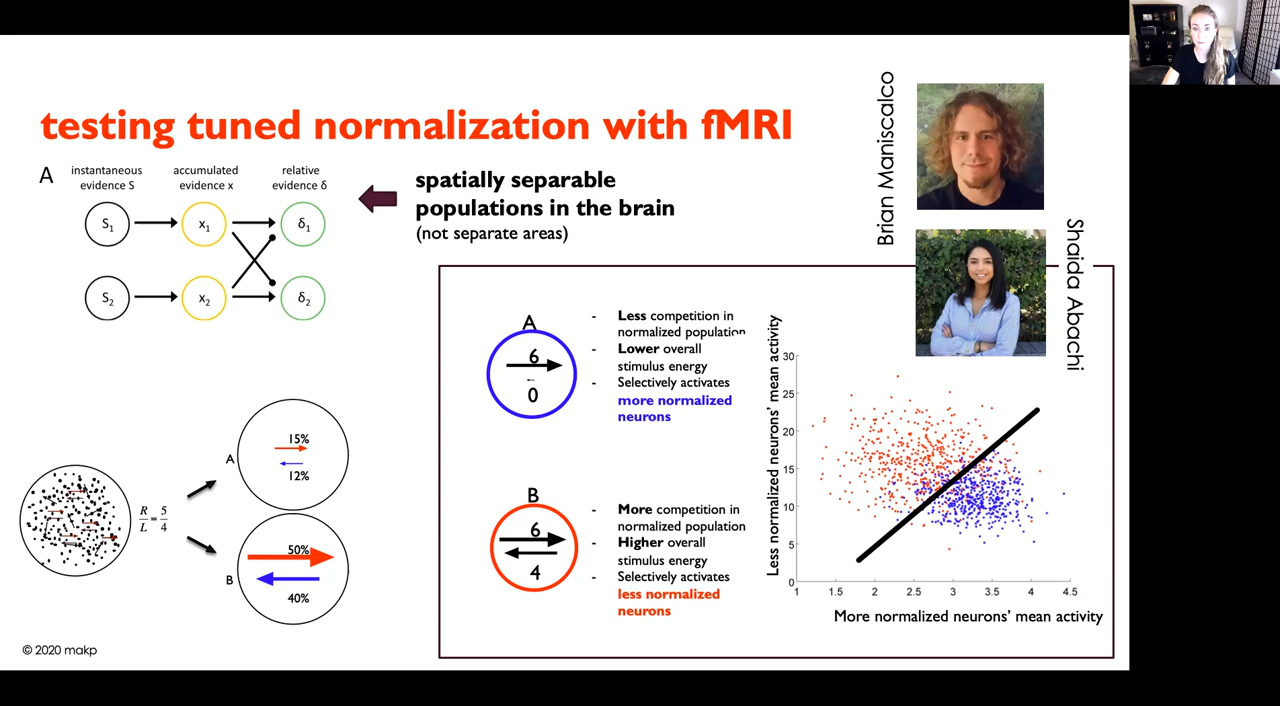 testing tuned normalization with fMRI
Brian Maniscalco
Shaida Abachi
A
instantaneous
evidence S
accumulated
evidence x
relative
evidence δ
S1
x1
δ1
S2
x2
δ2
spatially separable
populations in the brain
(not separate areas)
R/L = 5/4
A
15%
12%
B
50%
40%
A
6
0
- Less competition in
normalized population
- Lower overall
stimulus energy
- Selectively activates
more normalized
neurons
B
6
4
- More competition in
normalized population
- Higher overall
stimulus energy
- Selectively activates
less normalized
neurons
Less normalized neurons' mean activity
30
25
20
15
10
5
0
1
1.5
2
2.5
3
3.5
4
4.5
More normalized neurons' mean activity
© 2020 makp